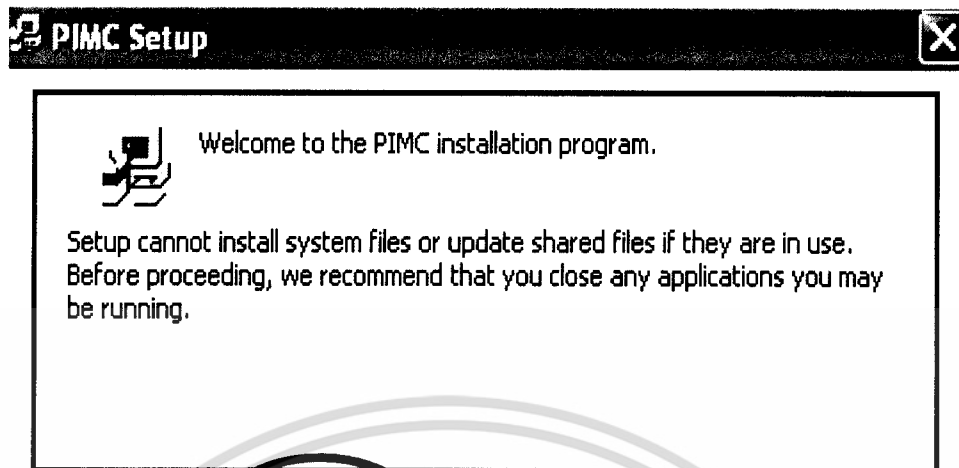 PIMC Setup
Welcome to the PIMC installation program.
Setup cannot install system files or update shared files if they are in use.
Before proceeding, we recommend that you close any applications you may
be running.